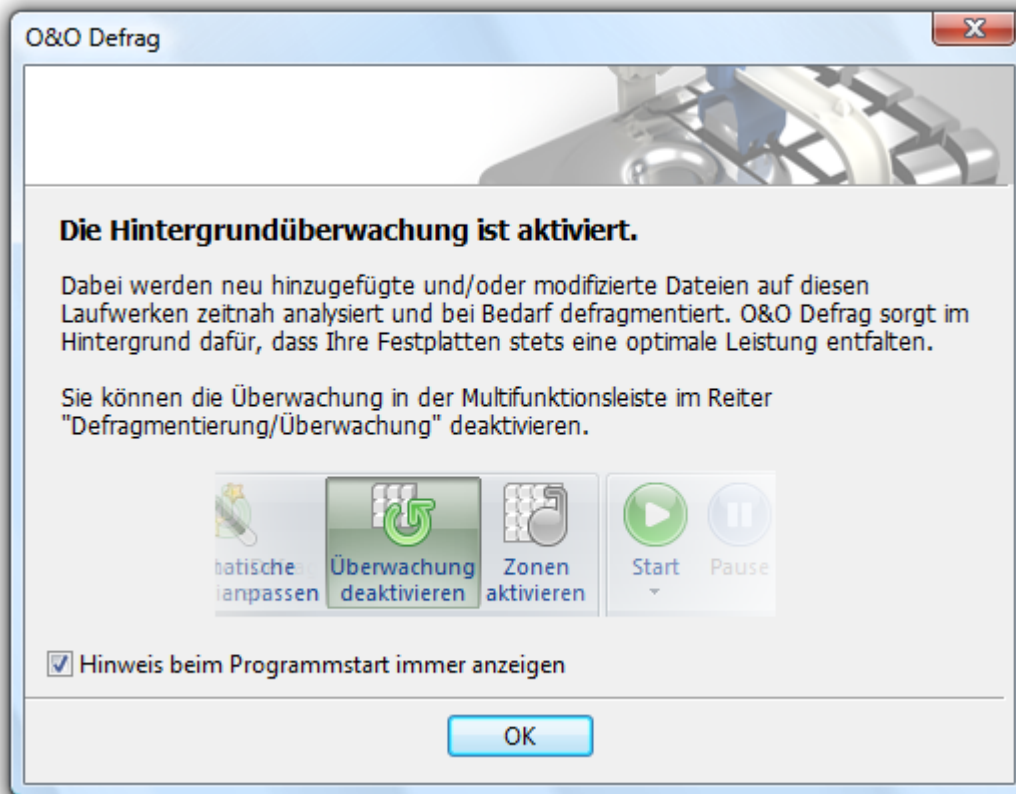 O&O Defrag
Die Hintergrundüberwachung ist aktiviert.
Dabei werden neu hinzugefügte und/oder modifizierte Dateien auf diesen
Laufwerken zeitnah analysiert und bei Bedarf defragmentiert. O&O Defrag sorgt im
Hintergrund dafür, dass Ihre Festplatten stets eine optimale Leistung entfalten.
Sie können die Überwachung in der Multifunktionsleiste im Reiter
"Defragmentierung/Überwachung" deaktivieren.
Überwachung
deaktivieren
Zonen
aktivieren
Start
Pause
Hinweis beim Programmstart immer anzeigen
OK